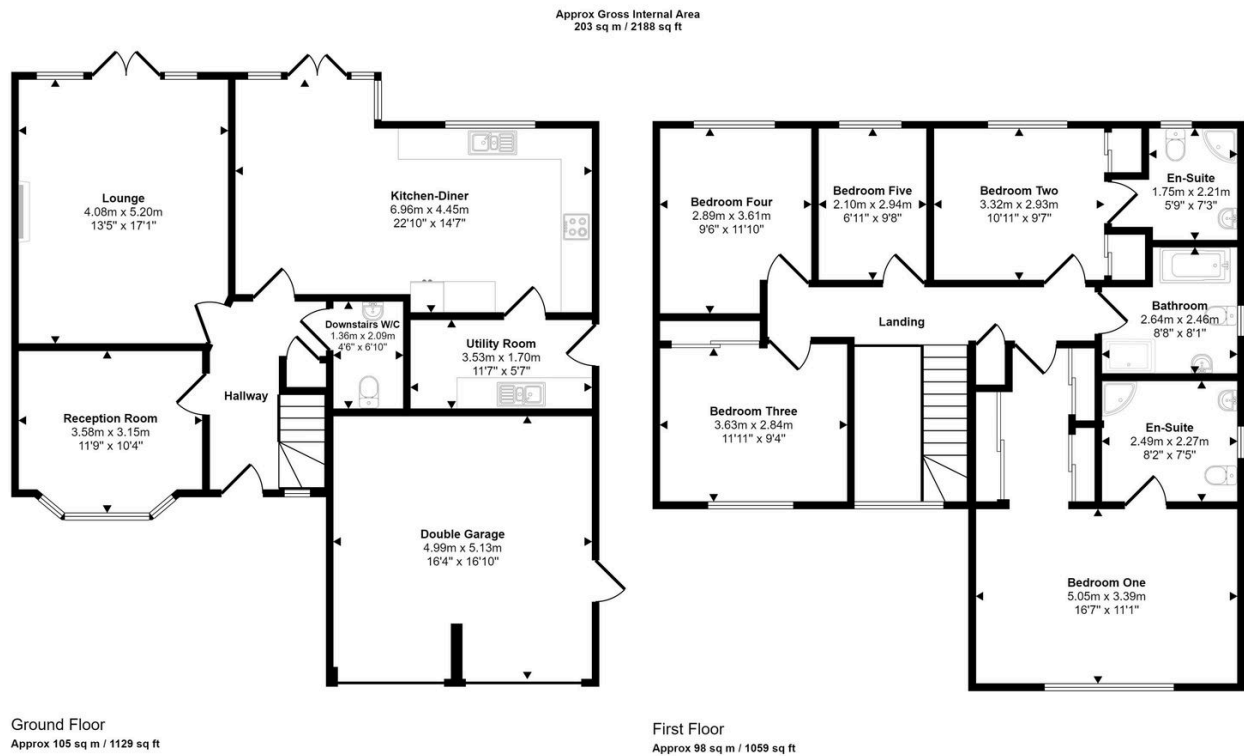 Approx Gross Internal Area
203 sq m / 2188 sq ft
Lounge
4.08m x 5.20m
13'5" x 17'1"
Kitchen-Diner
6.96m x 4.45m
22'10" x 14'7"
Downstairs W/C
1.36m x 2.09m
4'6" x 6'10"
Utility Room
3.53m x 1.70m
11'7" x 5'7"
Hallway
Reception Room
3.58m x 3.15m
11'9" x 10'4"
Double Garage
4.99m x 5.13m
16'4" x 16'10"
Ground Floor
Approx 105 sq m / 1129 sq ft
Bedroom Four
2.89m x 3.61m
9'6" x 11'10"
Bedroom Five
2.10m x 2.94m
6'11" x 9'8"
Bedroom Two
3.32m x 2.93m
10'11" x 9'7"
En-Suite
1.75m x 2.21m
5'9" x 7'3"
Bathroom
2.64m x 2.46m
8'8" x 8'1"
Landing
Bedroom Three
3.63m x 2.84m
11'11" x 9'4"
En-Suite
2.49m x 2.27m
8'2" x 7'5"
Bedroom One
5.05m x 3.39m
16'7" x 11'1"
First Floor
Approx 98 sq m / 1059 sq ft